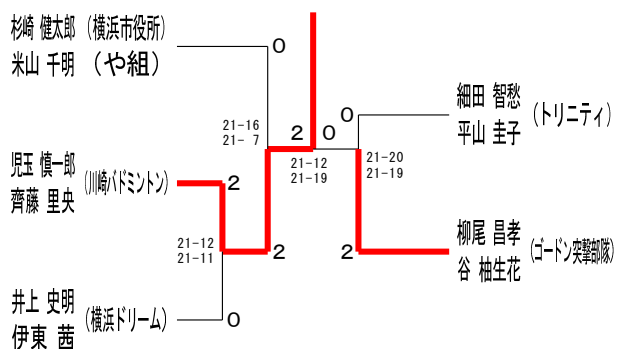 杉崎 健太郎 (横浜市役所)
米山 千明 (や組)
0
21-16
21- 7
児玉 慎一郎 (川崎バドミントン)
齊藤 里央
2
21-12
21-11
2
井上 史明 (横浜ドリーム)
伊東 茜
0
2
0
21-12
21-19
細田 智愁 (トリニティ)
平山 圭子
0
21-20
21-19
柳尾 昌孝 (ゴードン突撃部隊)
谷 柚生花
2